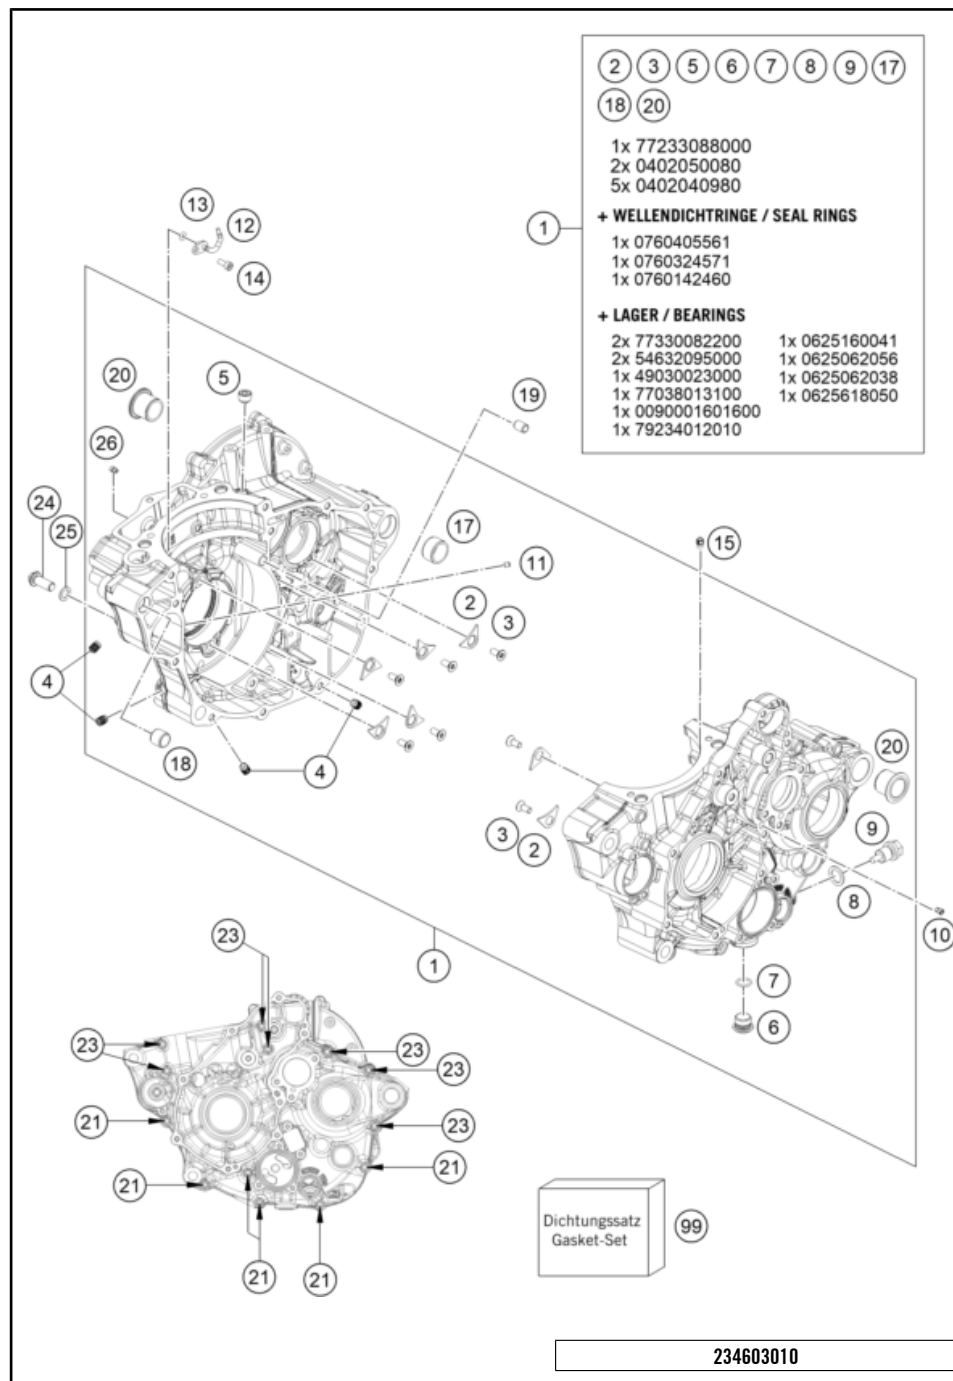 2 3 5 6 7 8 9 17
18 20
1x 77233088000
2x 0402050080
5x 0402040980
+ WELLENDICHTRINGE / SEAL RINGS
1
1x 0760405561
1x 0760324571
1x 0760142460
+ LAGER / BEARINGS
2x 77330082200 1x 0625160041
2x 54632095000 1x 0625062056
1x 49030023000 1x 0625062038
1x 77038013100 1x 0625618050
1x 0090001601600
1x 79234012010
13
12
14
20
5
19
26
24
25
17
15
11
2
3
4
18
4
20
3 2
9
8
10
1
7
6
23
23
23
23
23
21
21
21
21
21
Dichtungssatz
Gasket-Set
99
234603010